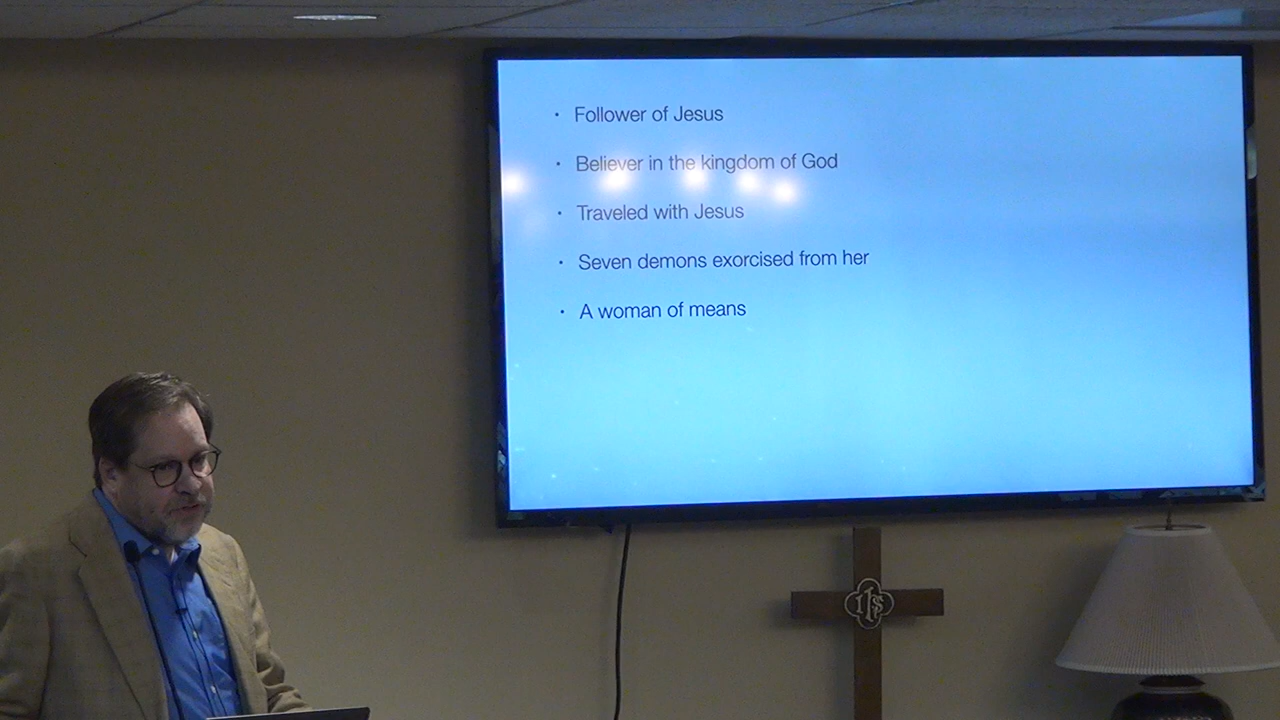 • Follower of Jesus
• Believer in the kingdom of God
• Traveled with Jesus
• Seven demons exorcised from her
• A woman of means
IHS